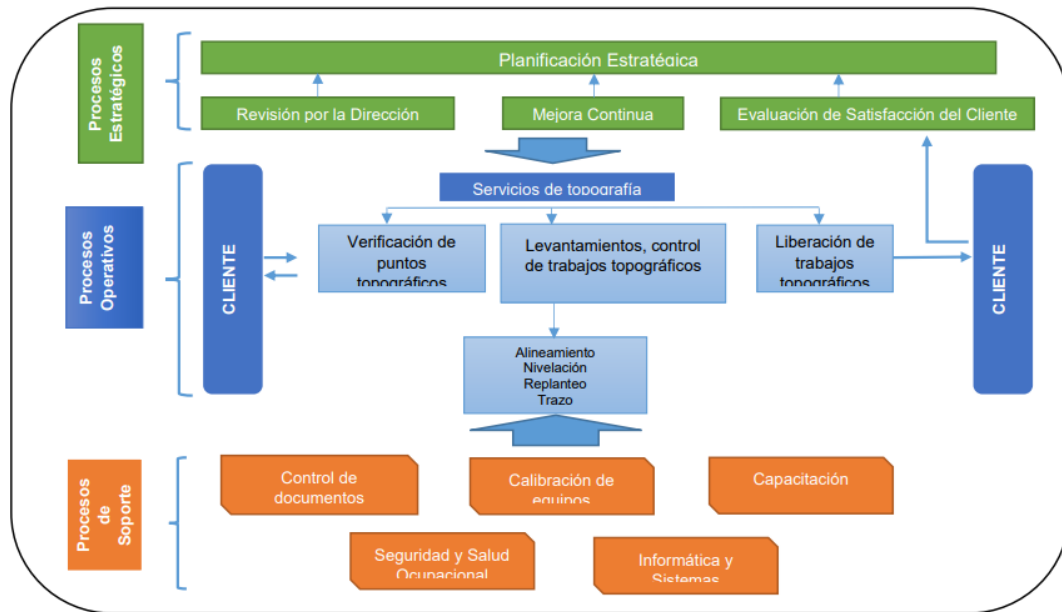 Procesos
Estratégicos
Planificación Estratégica
Revisión por la Dirección
Mejora Continua
Evaluación de Satisfacción del Cliente
Procesos
Operativos
CLIENTE
Servicios de topografía
Verificación de
puntos
topográficos
Levantamientos, control
de trabajos topográficos
Liberación de
trabajos
topográficos
CLIENTE
Alineamiento
Nivelación
Replanteo
Trazo
Procesos
de
Soporte
Control de
documentos
Calibración de
equipos
Capacitación
Seguridad y Salud
Ocupacional
Informática y
Sistemas